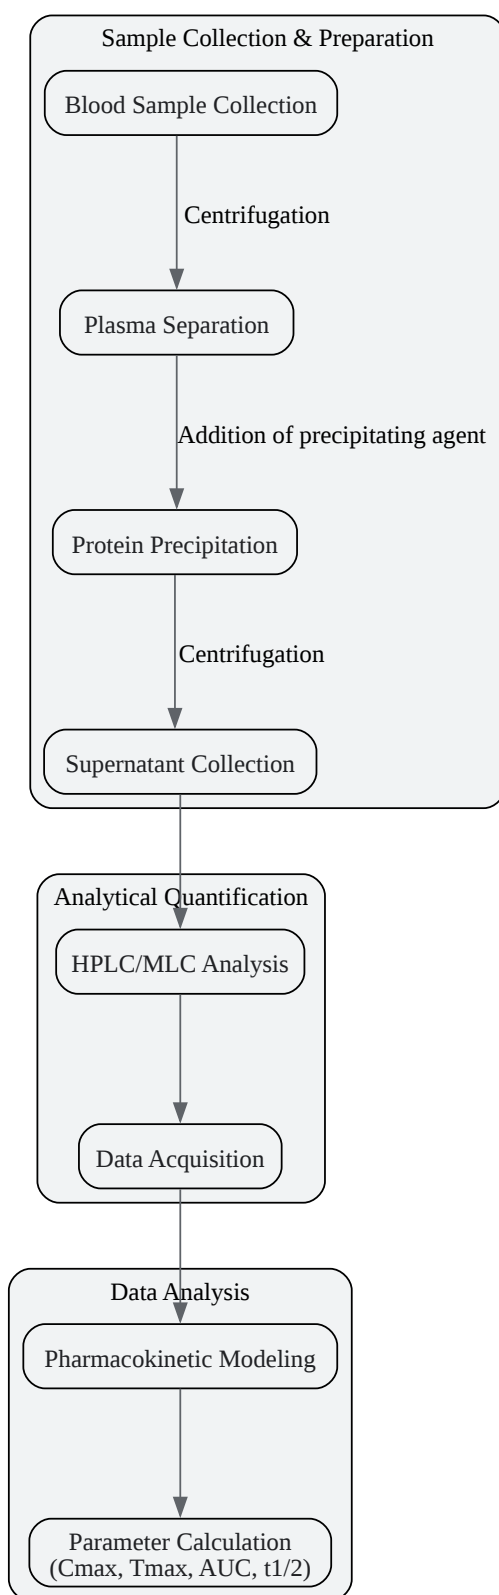 Sample Collection & Preparation
Blood Sample Collection
Centrifugation
Plasma Separation
Addition of precipitating agent
Protein Precipitation
Centrifugation
Supernatant Collection
Analytical Quantification
HPLC/MLC Analysis
Data Acquisition
Data Analysis
Pharmacokinetic Modeling
Parameter Calculation
(Cmax, Tmax, AUC, t1/2)